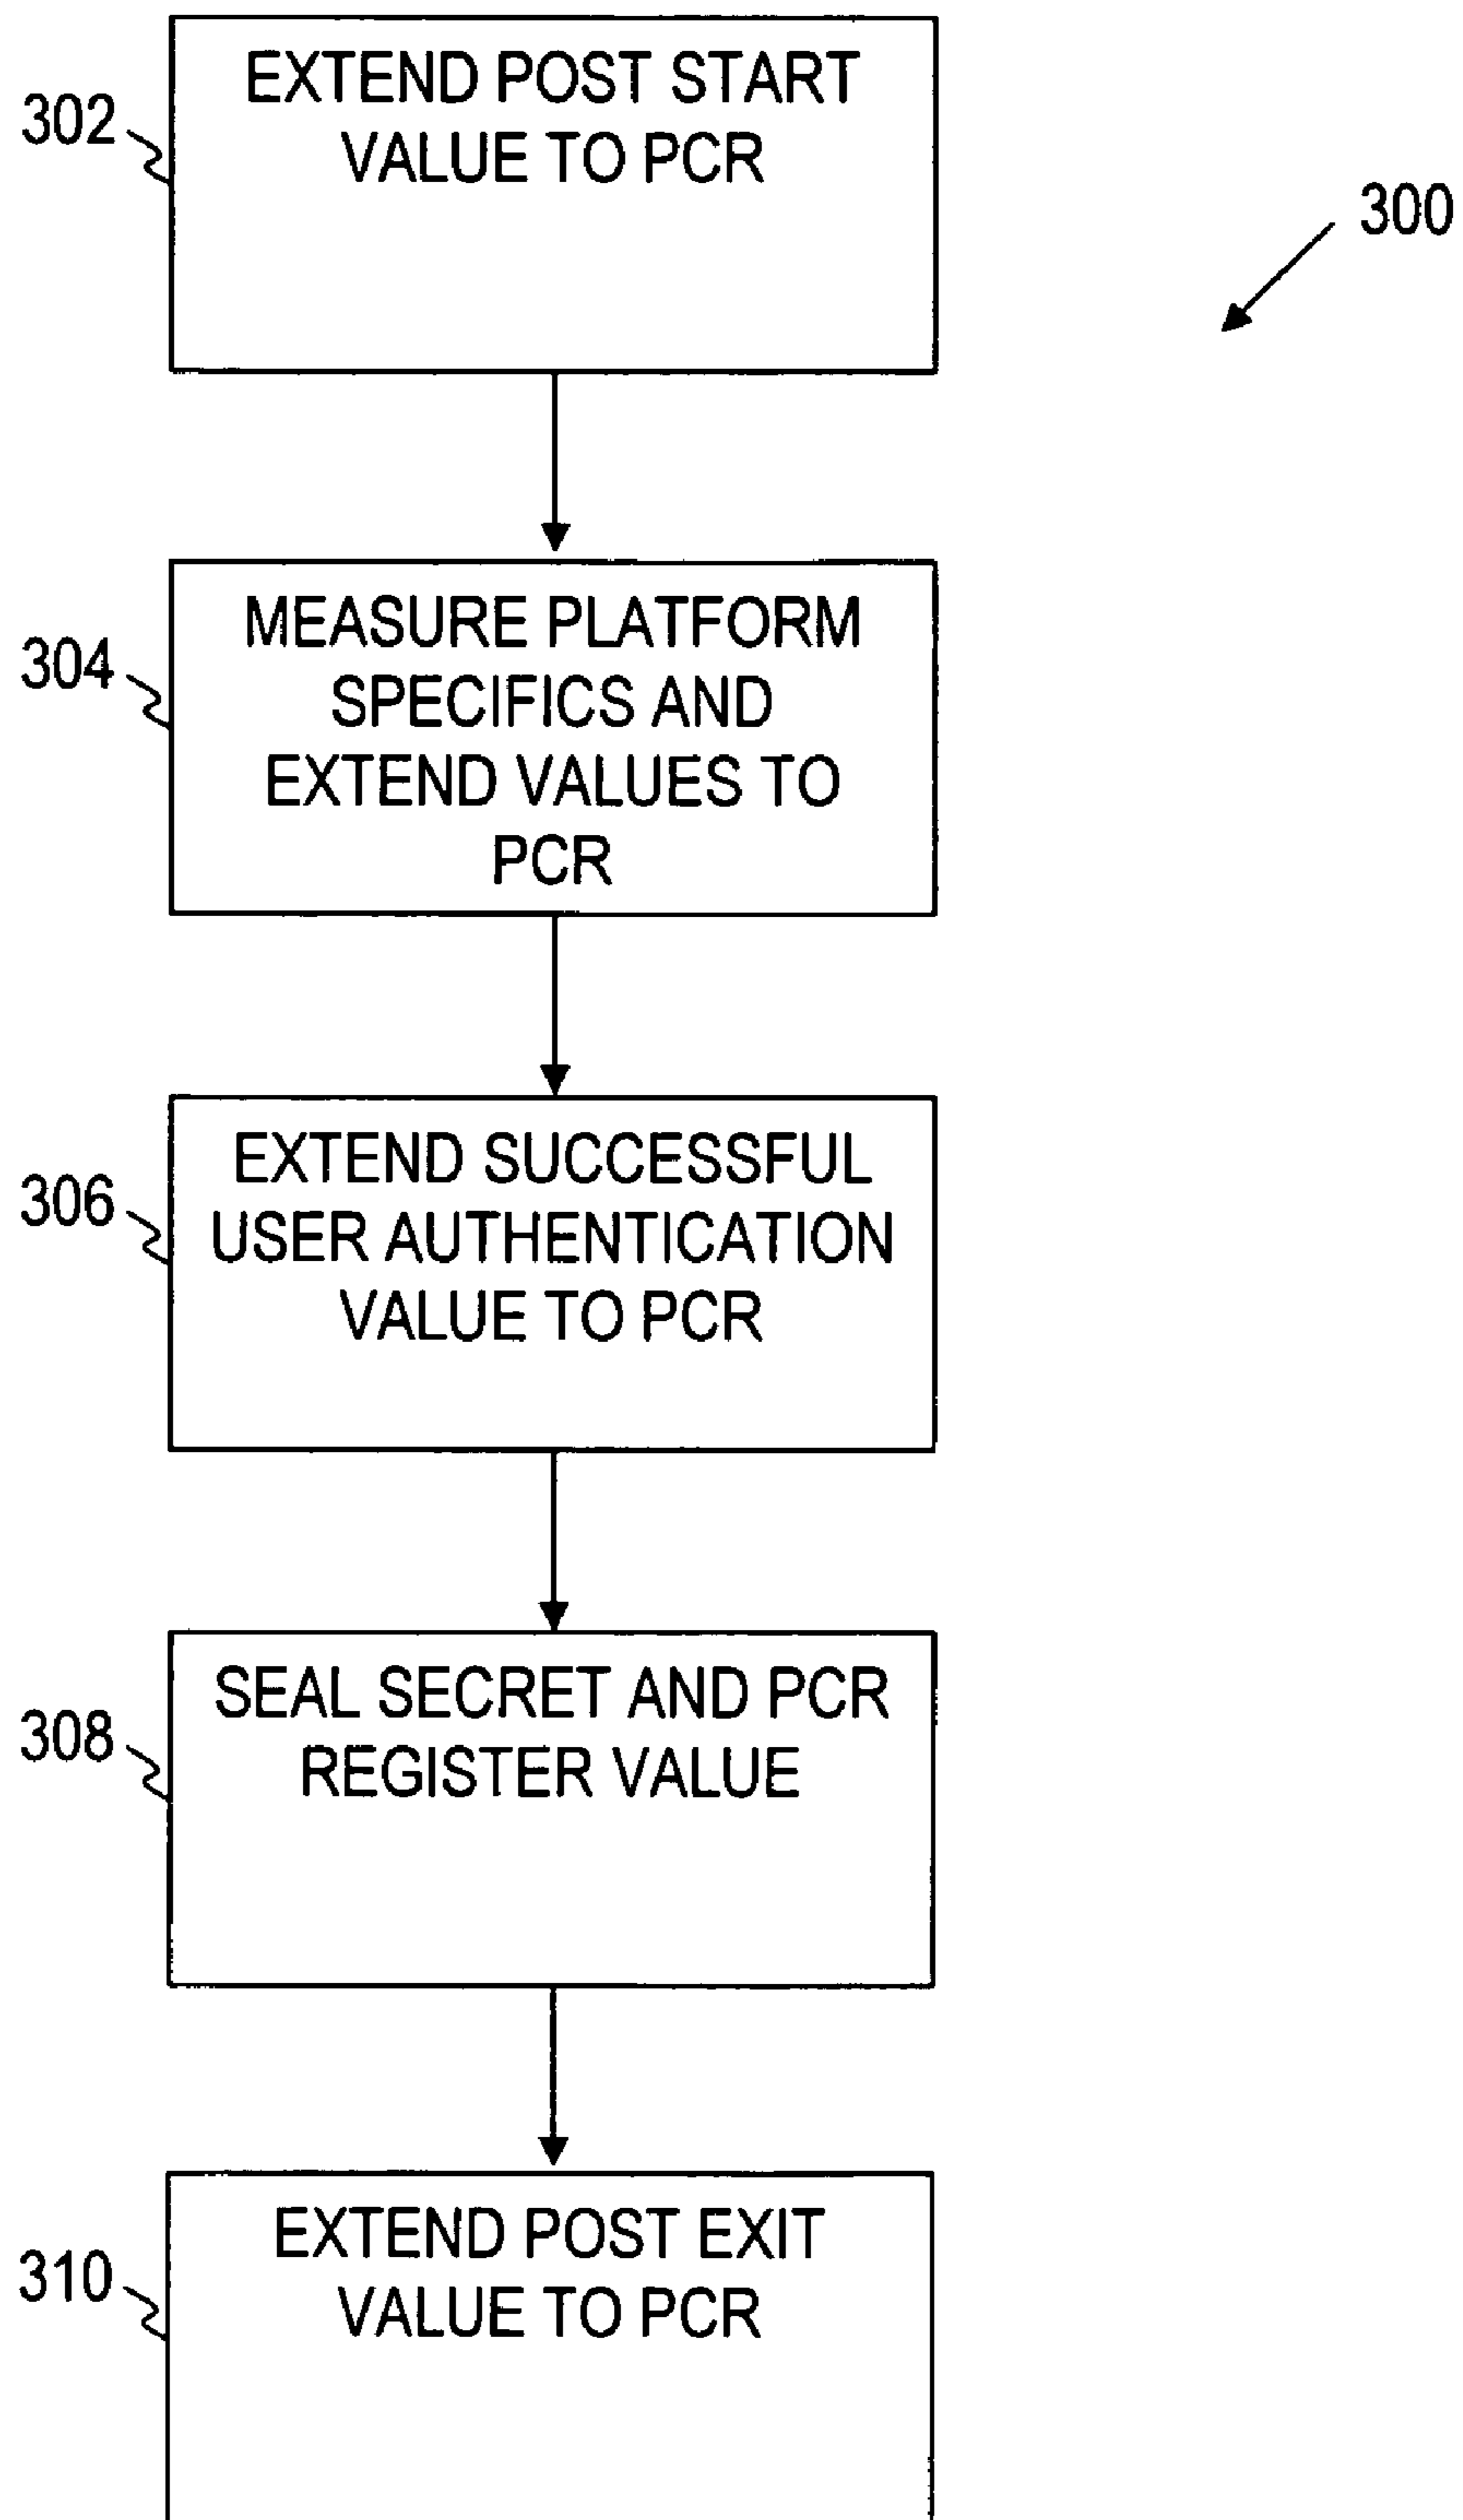 EXTEND POST START
VALUE TO PCR
302
300
MEASURE PLATFORM
SPECIFICS AND
EXTEND VALUES TO
PCR
304
EXTEND SUCCESSFUL
USER AUTHENTICATION
VALUE TO PCR
306
SEAL SECRET AND PCR
REGISTER VALUE
308
EXTEND POST EXIT
VALUE TO PCR
310